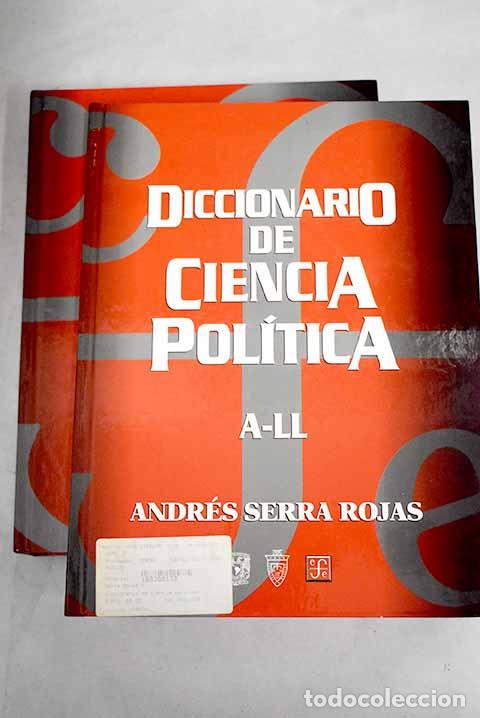 DICCIONARIO
DE
CIENCIA
POLÍTICA
A-LL
ANDRÉS SERRA ROJAS
todocoleccion